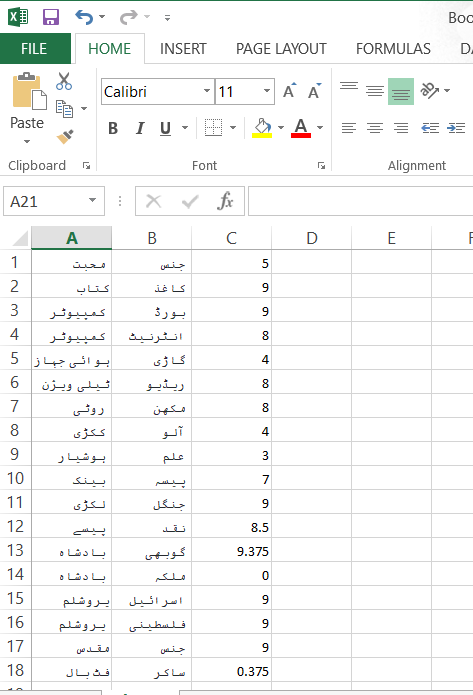 Boo
FILE HOME INSERT PAGE LAYOUT FORMULAS DA
Calibri 11 A A
Paste B I U A
Clipboard Font Alignment
A21 fx
A B C D E F
1 محبت جنس 5
2 کتاب کاغذ 9
3 کمپیوٹر بورڈ 9
4 کمپیوٹر انٹرنیٹ 8
5 ہوائی جہاز گاڑی 4
6 ٹیلی ویژن ریڈیو 8
7 روٹی مکھن 8
8 ککڑی آلو 4
9 ہوشیار علم 3
10 بینک پیسہ 7
11 لکڑی جنگل 9
12 پیسے نقد 8.5
13 بادشاہ گوبھی 9.375
14 بادشاہ ملکہ 0
15 یروشلم اسرائیل 9
16 یروشلم فلسطینی 9
17 مقدس جنس 9
18 فٹ بال ساکر 0.375